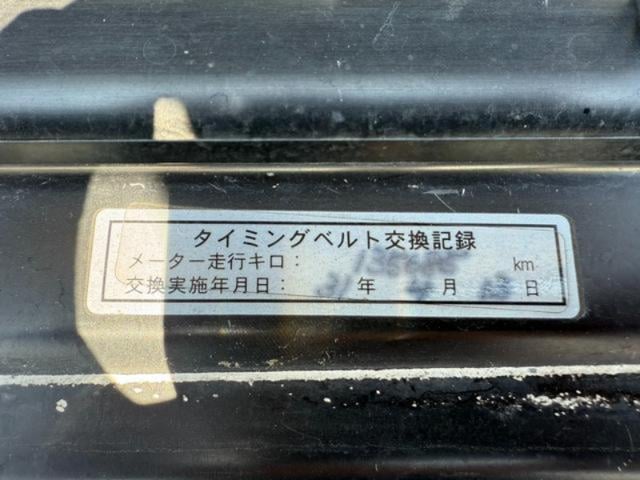 タイミングベルト交換記録
メーター走行キロ： km
交換実施年月日： 31年 月 日